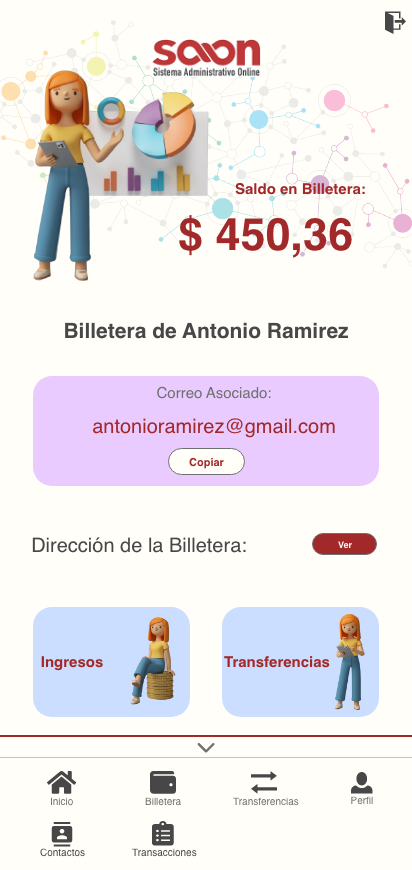 saon
Sistema Administrativo Online
Saldo en Billetera:
$ 450,36
Billetera de Antonio Ramirez
Correo Asociado:
antonioramirez@gmail.com
Copiar
Dirección de la Billetera:
Ver
Ingresos
Transferencias
Inicio
Billetera
Transferencias
Perfil
Contactos
Transacciones